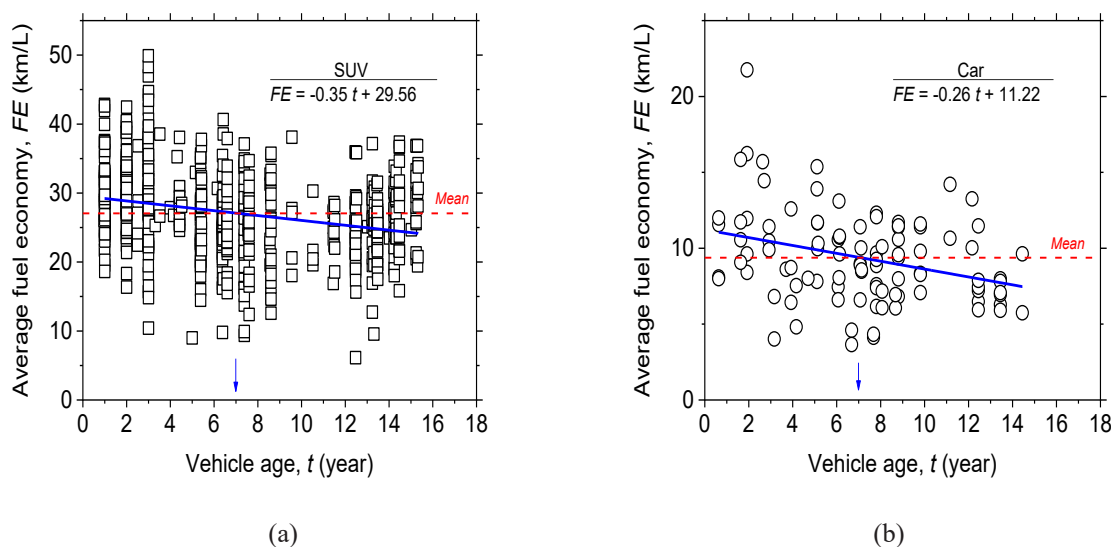 SUV
FE = -0.35 t + 29.56
Mean
50
40
30
20
10
0
0 2 4 6 8 10 12 14 16 18
Average fuel economy, FE (km/L)
Vehicle age, t (year)
(a)
Car
FE = -0.26 t + 11.22
Mean
20
10
0
0 2 4 6 8 10 12 14 16 18
Average fuel economy, FE (km/L)
Vehicle age, t (year)
(b)